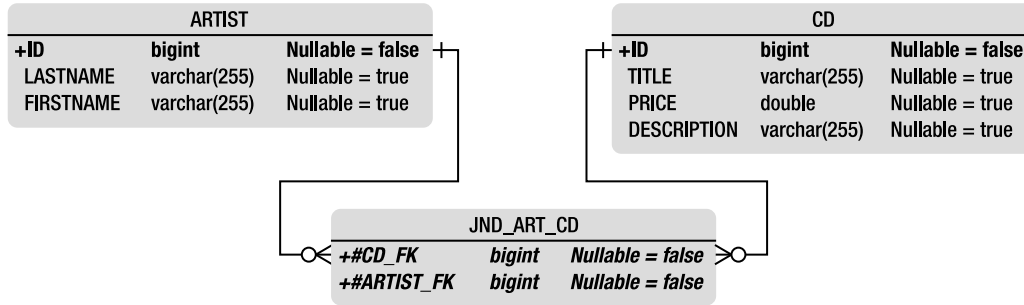 ARTIST
+ID bigint Nullable = false
LASTNAME varchar(255) Nullable = true
FIRSTNAME varchar(255) Nullable = true
CD
+ID bigint Nullable = false
TITLE varchar(255) Nullable = true
PRICE double Nullable = true
DESCRIPTION varchar(255) Nullable = true
JND_ART_CD
+#CD_FK bigint Nullable = false
+#ARTIST_FK bigint Nullable = false